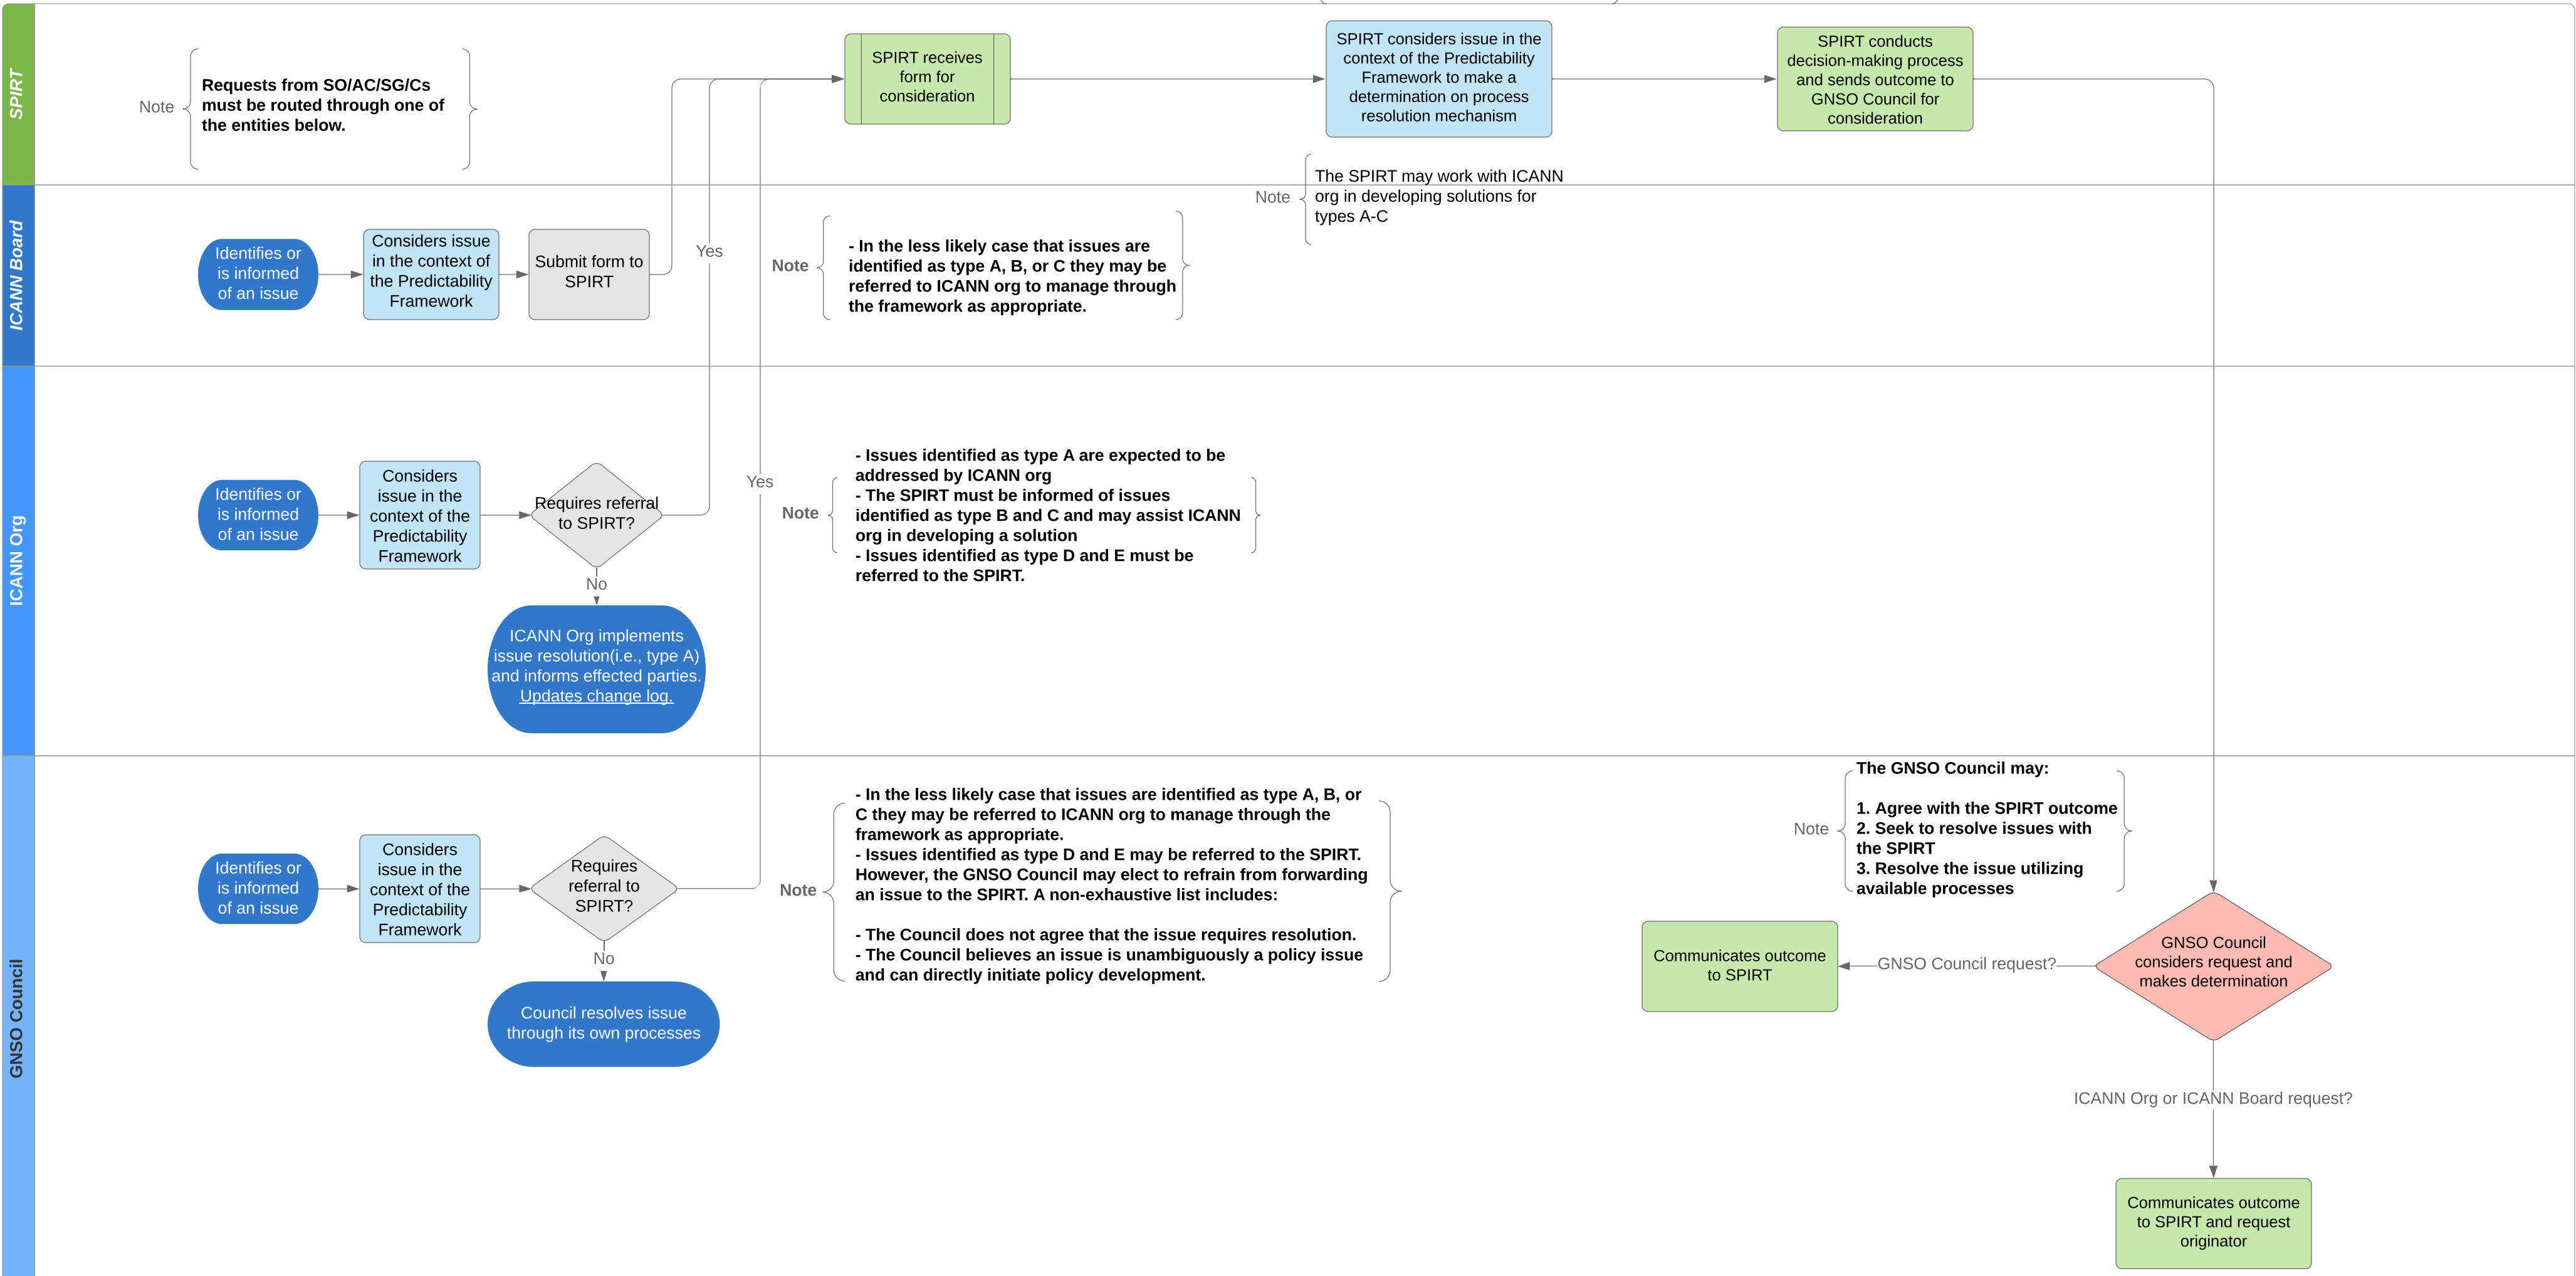 SPIRT
Note
Requests from SO/AC/SG/Cs
must be routed through one of
the entities below.
SPIRT receives
form for
consideration
SPIRT considers issue in the
context of the Predictability
Framework to make a
determination on process
resolution mechanism
SPIRT conducts
decision-making process
and sends outcome to
GNSO Council for
consideration
Note
The SPIRT may work with ICANN
org in developing solutions for
types A-C
ICANN Board
Identifies or
is informed
of an issue
Considers issue
in the context of
the Predictability
Framework
Submit form to
SPIRT
Yes
Note
- In the less likely case that issues are
identified as type A, B, or C they may be
referred to ICANN org to manage through
the framework as appropriate.
ICANN Org
Identifies or
is informed
of an issue
Considers
issue in the
context of the
Predictability
Framework
Requires referral
to SPIRT?
Yes
No
ICANN Org implements
issue resolution(i.e., type A)
and informs effected parties.
Updates change log.
Note
- Issues identified as type A are expected to be
addressed by ICANN org
- The SPIRT must be informed of issues
identified as type B and C and may assist ICANN
org in developing a solution
- Issues identified as type D and E must be
referred to the SPIRT.
GNSO Council
Identifies or
is informed
of an issue
Considers
issue in the
context of the
Predictability
Framework
Requires
referral to
SPIRT?
No
Council resolves issue
through its own processes
Note
- In the less likely case that issues are identified as type A, B, or
C they may be referred to ICANN org to manage through the
framework as appropriate.
- Issues identified as type D and E may be referred to the SPIRT.
However, the GNSO Council may elect to refrain from forwarding
an issue to the SPIRT. A non-exhaustive list includes:
- The Council does not agree that the issue requires resolution.
- The Council believes an issue is unambiguously a policy issue
and can directly initiate policy development.
Note
The GNSO Council may:
1. Agree with the SPIRT outcome
2. Seek to resolve issues with
the SPIRT
3. Resolve the issue utilizing
available processes
Communicates outcome
to SPIRT
GNSO Council request?
GNSO Council
considers request and
makes determination
ICANN Org or ICANN Board request?
Communicates outcome
to SPIRT and request
originator